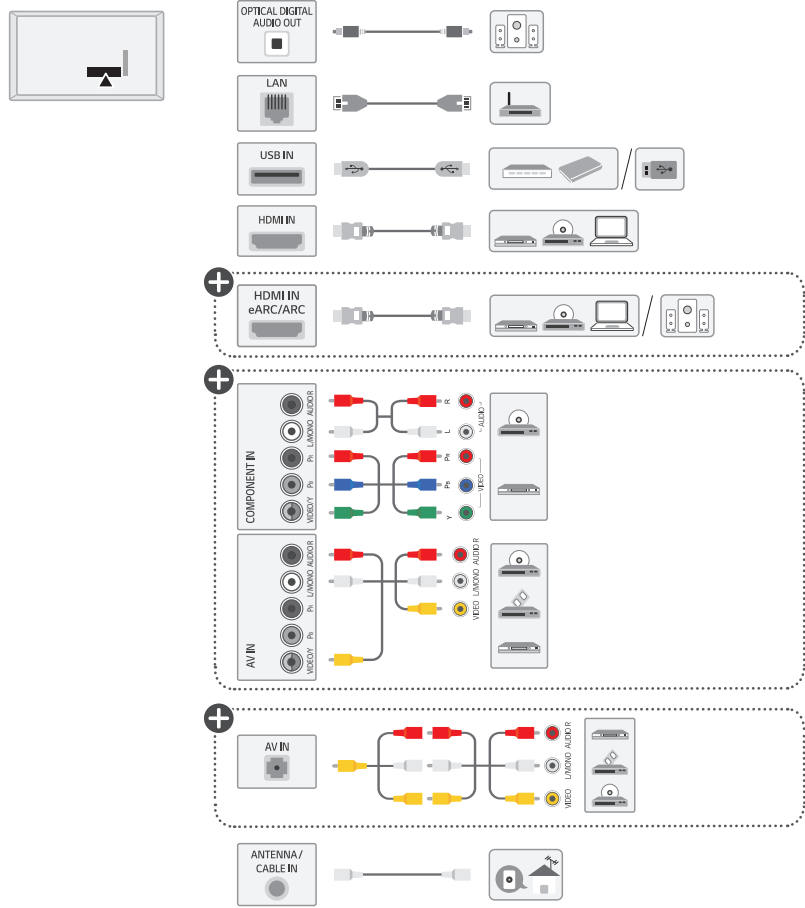 OPTICAL DIGITAL
AUDIO OUT
LAN
USB IN
HDMI IN
HDMI IN
eARC/ARC
COMPONENT IN
AUDIO R
L/MONO
PR
PB
VIDEO/Y
R
L
AUDIO
PR
PB
Y
VIDEO
AV IN
AUDIO R
L/MONO
PR
PB
VIDEO/Y
AUDIO R
L/MONO
VIDEO
AV IN
AUDIO R
L/MONO
VIDEO
ANTENNA /
CABLE IN